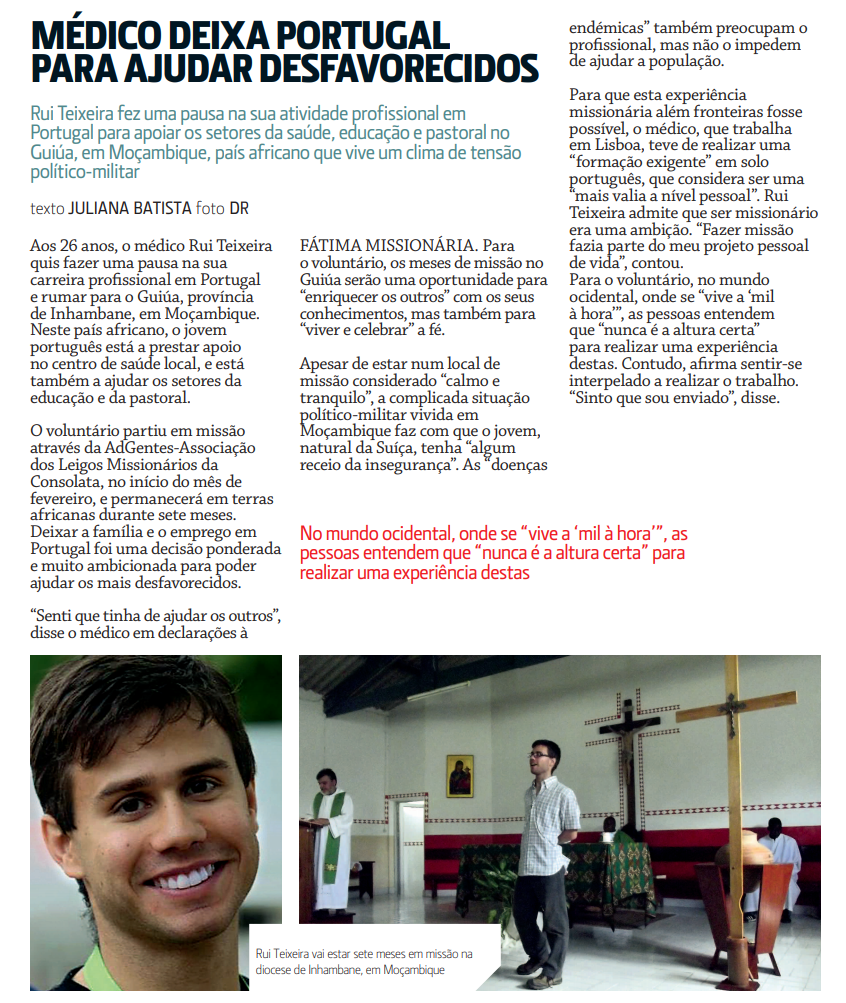 MÉDICO DEIXA PORTUGAL
PARA AJUDAR DESFAVORECIDOS
Rui Teixeira fez uma pausa na sua atividade profissional em
Portugal para apoiar os setores da saúde, educação e pastoral no
Guiúa, em Moçambique, país africano que vive um clima de tensão
político-militar
texto JULIANA BATISTA foto DR
Aos 26 anos, o médico Rui Teixeira
quis fazer uma pausa na sua
carreira profissional em Portugal
e rumar para o Guiúa, província
de Inhambane, em Moçambique.
Neste país africano, o jovem
português está a prestar apoio
no centro de saúde local, e está
também a ajudar os setores da
educação e da pastoral.
O voluntário partiu em missão
através da AdGentes-Associação
dos Leigos Missionários da
Consolata, no início do mês de
fevereiro, e permanecerá em terras
africanas durante sete meses.
Deixar a família e o emprego em
Portugal foi uma decisão ponderada
e muito ambicionada para poder
ajudar os mais desfavorecidos.
“Senti que tinha de ajudar os outros”,
disse o médico em declarações à
FÁTIMA MISSIONÁRIA. Para
o voluntário, os meses de missão no
Guiúa serão uma oportunidade para
“enriquecer os outros” com os seus
conhecimentos, mas também para
“viver e celebrar” a fé.
Apesar de estar num local de
missão considerado “calmo e
tranquilo”, a complicada situação
político-militar vivida em
Moçambique faz com que o jovem,
natural da Suíça, tenha “algum
receio da insegurança”. As “doenças
endémicas” também preocupam o
profissional, mas não o impedem
de ajudar a população.
Para que esta experiência
missionária além fronteiras fosse
possível, o médico, que trabalha
em Lisboa, teve de realizar uma
“formação exigente” em solo
português, que considera ser uma
“mais valia a nível pessoal”. Rui
Teixeira admite que ser missionário
era uma ambição. “Fazer missão
fazia parte do meu projeto pessoal
de vida”, contou.
Para o voluntário, no mundo
ocidental, onde se “vive a ‘mil
à hora’”, as pessoas entendem
que “nunca é a altura certa”
para realizar uma experiência
destas. Contudo, afirma sentir-se
interpelado a realizar o trabalho.
“Sinto que sou enviado”, disse.
No mundo ocidental, onde se “vive a ‘mil à hora’”, as
pessoas entendem que “nunca é a altura certa” para
realizar uma experiência destas
Rui Teixeira vai estar sete meses em missão na
diocese de Inhambane, em Moçambique